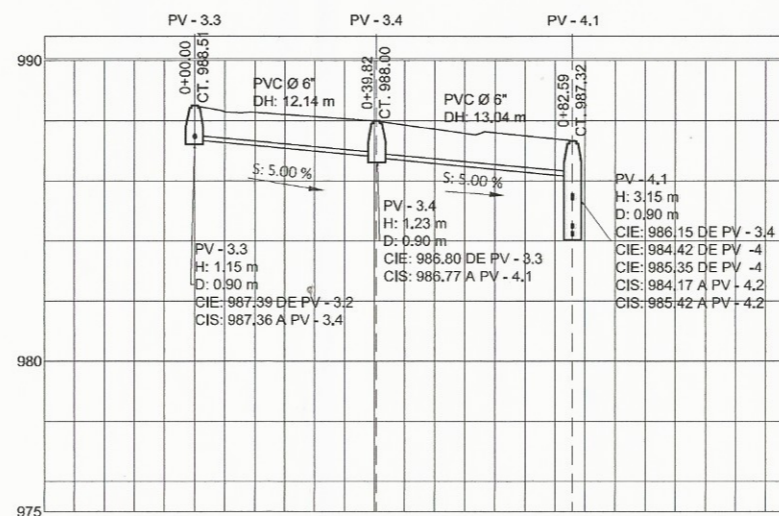 PV - 3.3
PV - 3.4
PV - 4.1
990
0+00.00
CT. 988.51
PVC Ø 6"
DH: 12.14 m
0+39.82
CT. 988.00
PVC Ø 6"
DH: 13.04 m
0+82.59
CT. 987.32
S: 5.00 %
S: 5.00 %
PV - 3.3
H: 1.15 m
D: 0.90 m
CIE: 987.39 DE PV - 3.2
CIS: 987.36 A PV - 3.4
PV - 3.4
H: 1.23 m
D: 0.90 m
CIE: 986.80 DE PV - 3.3
CIS: 986.77 A PV - 4.1
PV - 4.1
H: 3.15 m
D: 0.90 m
CIE: 986.15 DE PV - 3.4
CIE: 984.42 DE PV -4
CIE: 985.35 DE PV -4
CIS: 984.17 A PV - 4.2
CIS: 985.42 A PV - 4.2
980
975